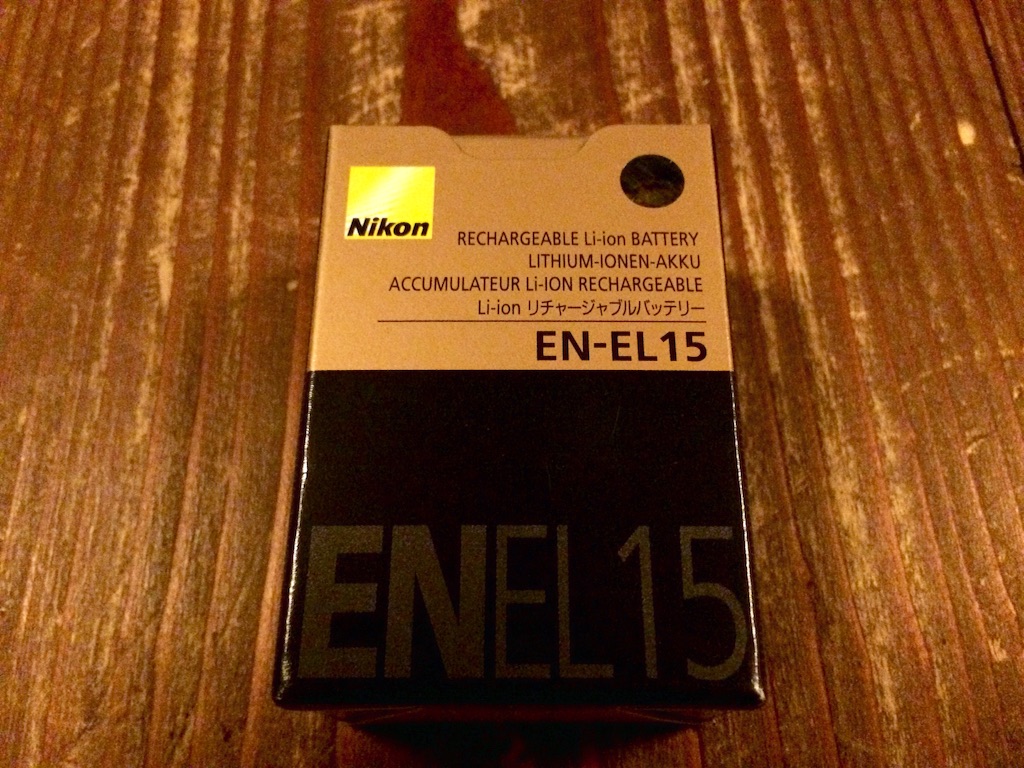 Nikon
RECHARGEABLE Li-ion BATTERY
LITHIUM-IONEN-AKKU
ACCUMULATEUR Li-ION RECHARGEABLE
Li-ion リチャージャブルバッテリー
EN-EL15
ENEL15